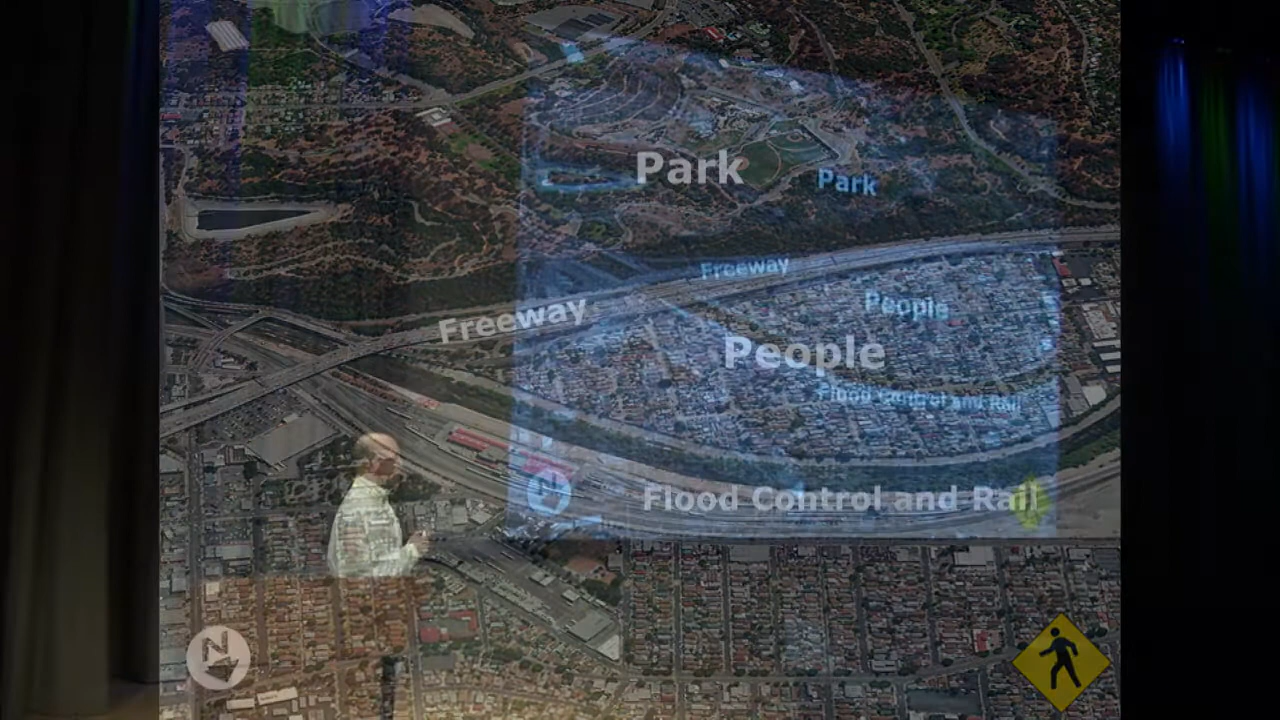 Park
Park
Freeway
Freeway
People
People
Flood Control and Rail
Flood Control and Rail
N
N